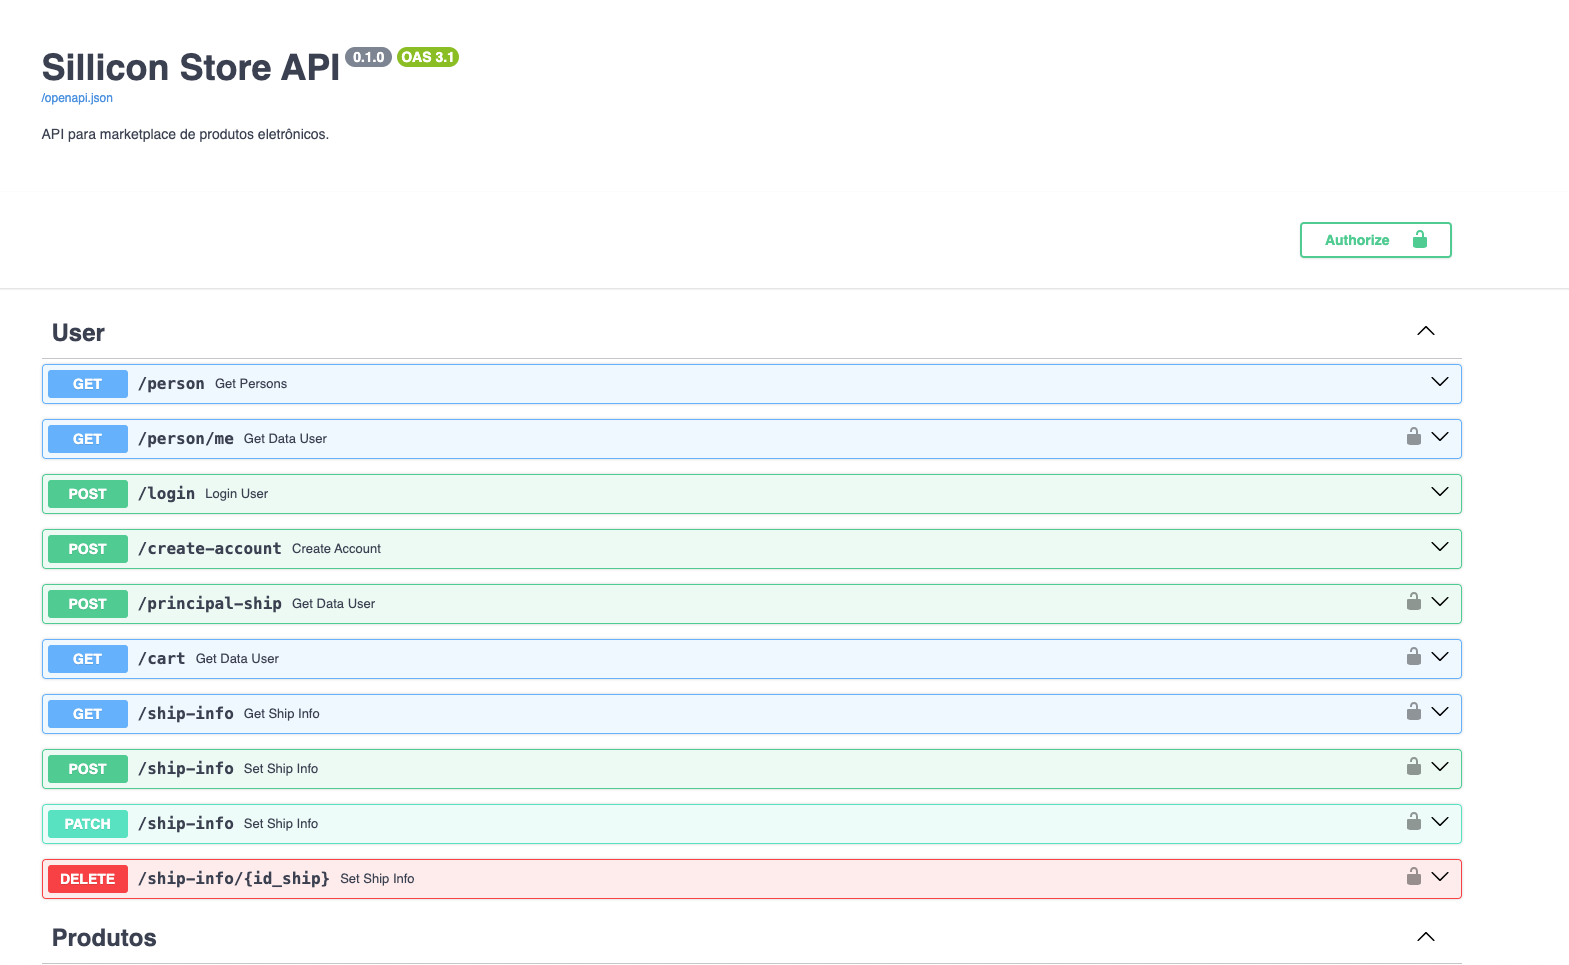 Sillicon Store API 0.1.0 OAS 3.1
/openapi.json
API para marketplace de produtos eletrônicos.
Authorize
User
GET /person Get Persons
GET /person/me Get Data User
POST /login Login User
POST /create-account Create Account
POST /principal-ship Get Data User
GET /cart Get Data User
GET /ship-info Get Ship Info
POST /ship-info Set Ship Info
PATCH /ship-info Set Ship Info
DELETE /ship-info/{id_ship} Set Ship Info
Produtos